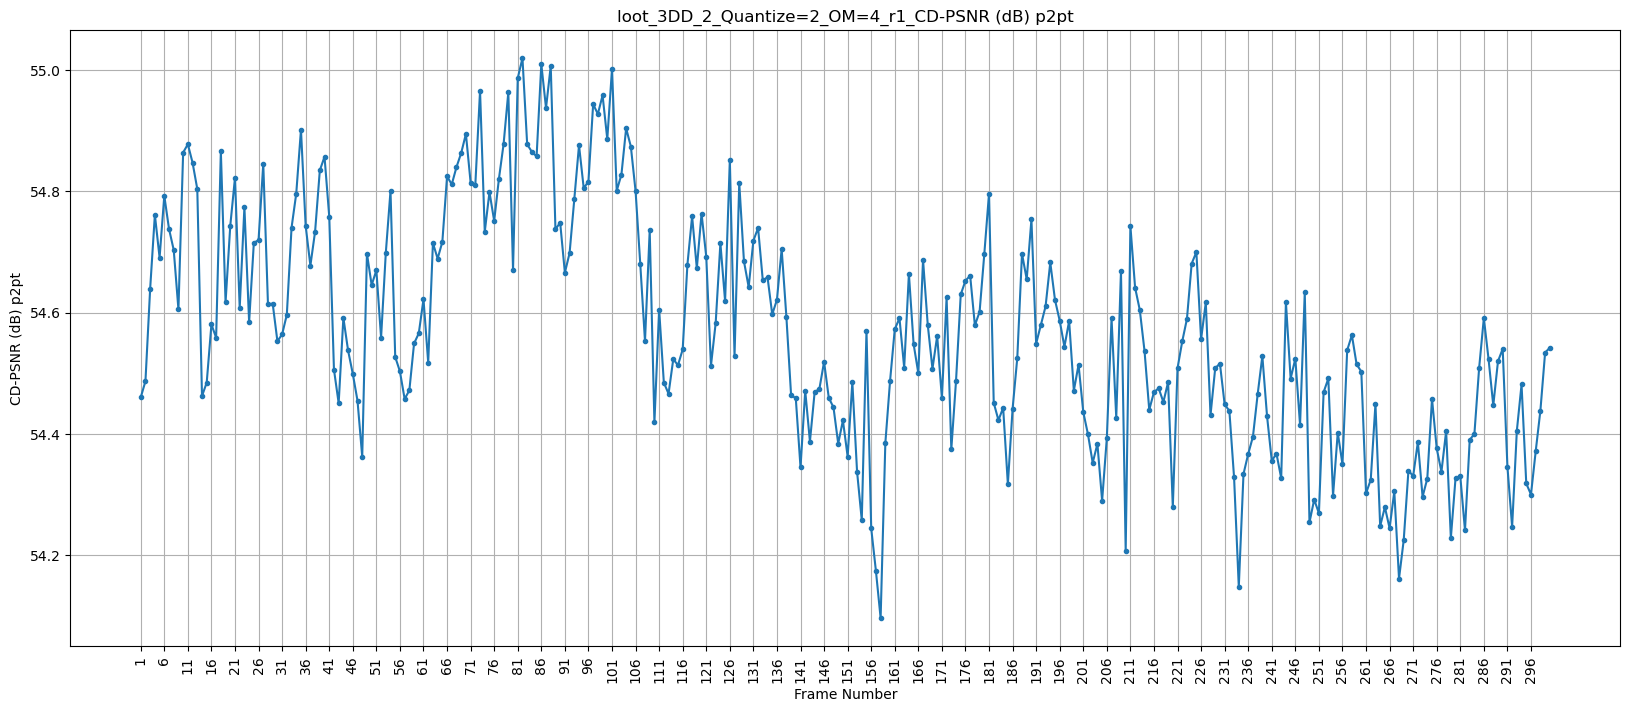 loot_3DD_2_Quantize=2_OM=4_r1_CD-PSNR (dB) p2pt
CD-PSNR (dB) p2pt
55.0
54.8
54.6
54.4
54.2
1 6 11 16 21 26 31 36 41 46 51 56 61 66 71 76 81 86 91 96 101 106 111 116 121 126 131 136 141 146 151 156 161 166 171 176 181 186 191 196 201 206 211 216 221 226 231 236 241 246 251 256 261 266 271 276 281 286 291 296
Frame Number